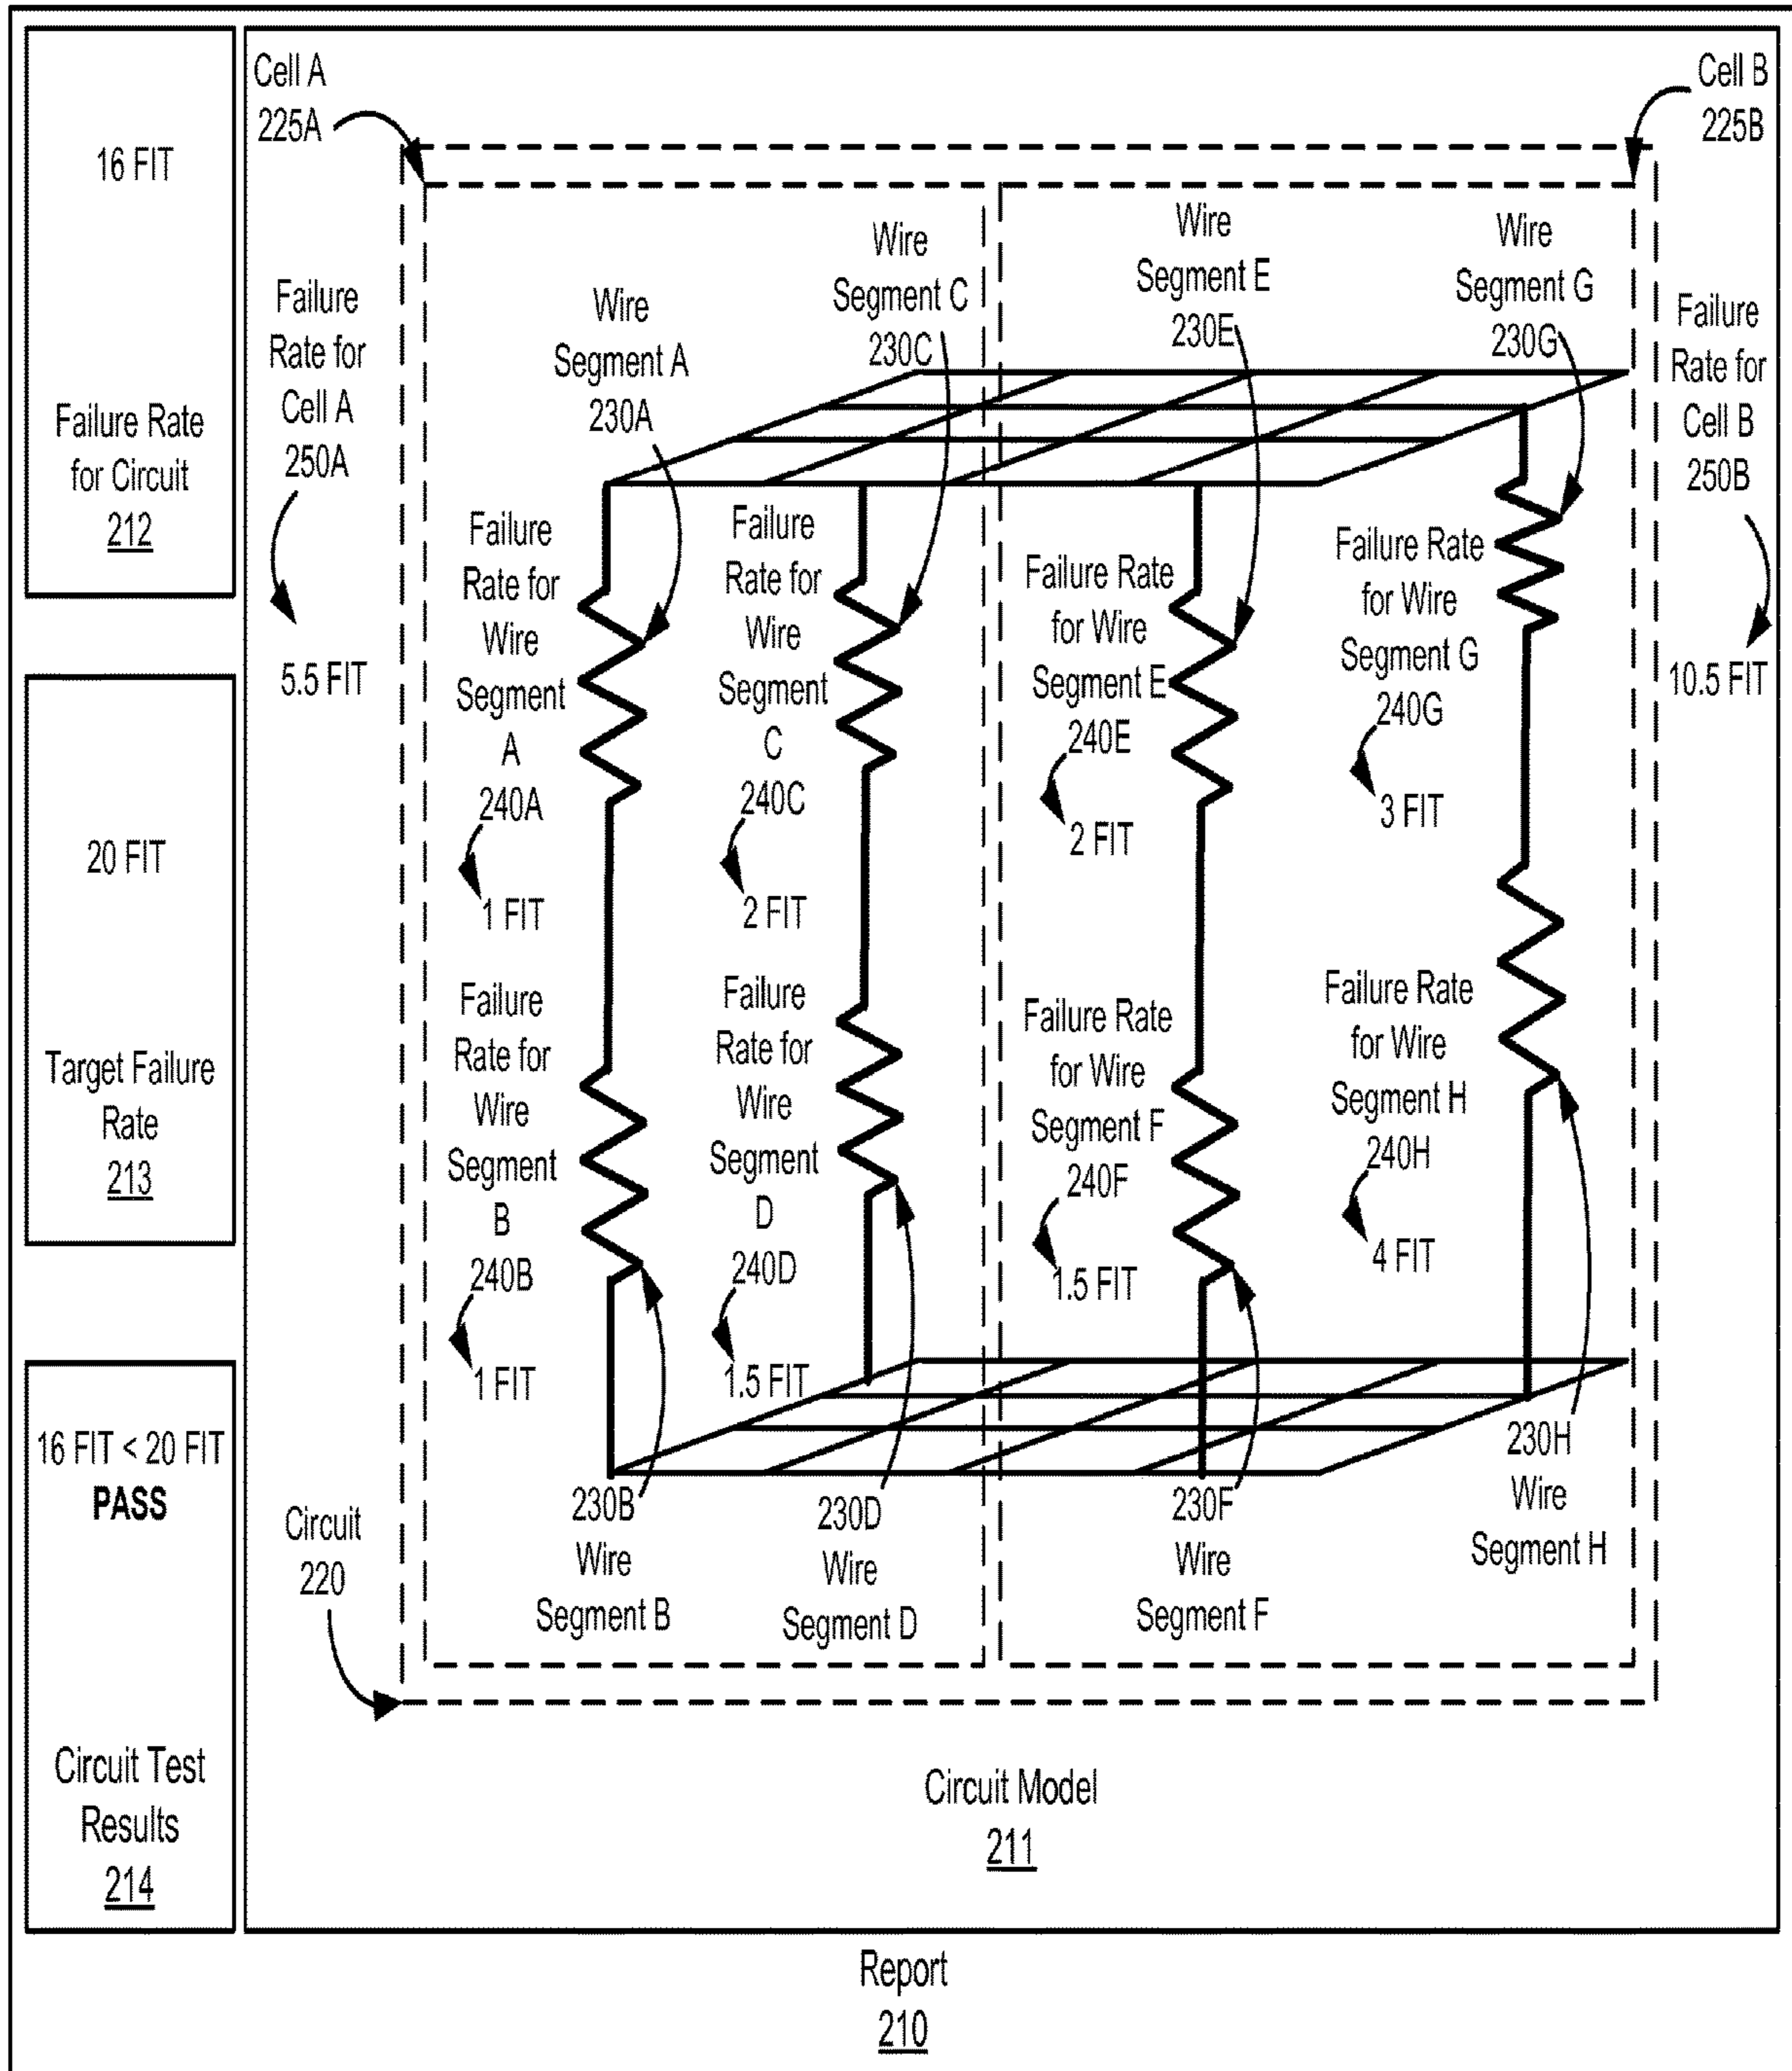 16 FIT
Failure Rate
for Circuit
212
20 FIT
Target Failure
Rate
213
16 FIT < 20 FIT
PASS
Circuit Test
Results
214
Cell A
225A
Cell B
225B
Failure
Rate for
Cell A
250A
5.5 FIT
Wire
Segment A
230A
Wire
Segment C
230C
Wire
Segment E
230E
Wire
Segment G
230G
Failure
Rate for
Cell B
250B
10.5 FIT
Failure
Rate for
Wire
Segment
A
240A
1 FIT
Failure
Rate for
Wire
Segment
C
240C
2 FIT
Failure Rate
for Wire
Segment E
240E
2 FIT
Failure Rate
for Wire
Segment G
240G
3 FIT
Failure
Rate for
Wire
Segment
B
240B
1 FIT
Failure
Rate for
Wire
Segment
D
240D
1.5 FIT
Failure Rate
for Wire
Segment F
240F
1.5 FIT
Failure Rate
for Wire
Segment H
240H
4 FIT
Circuit
220
230B
Wire
Segment B
230D
Wire
Segment D
230F
Wire
Segment F
230H
Wire
Segment H
Circuit Model
211
Report
210